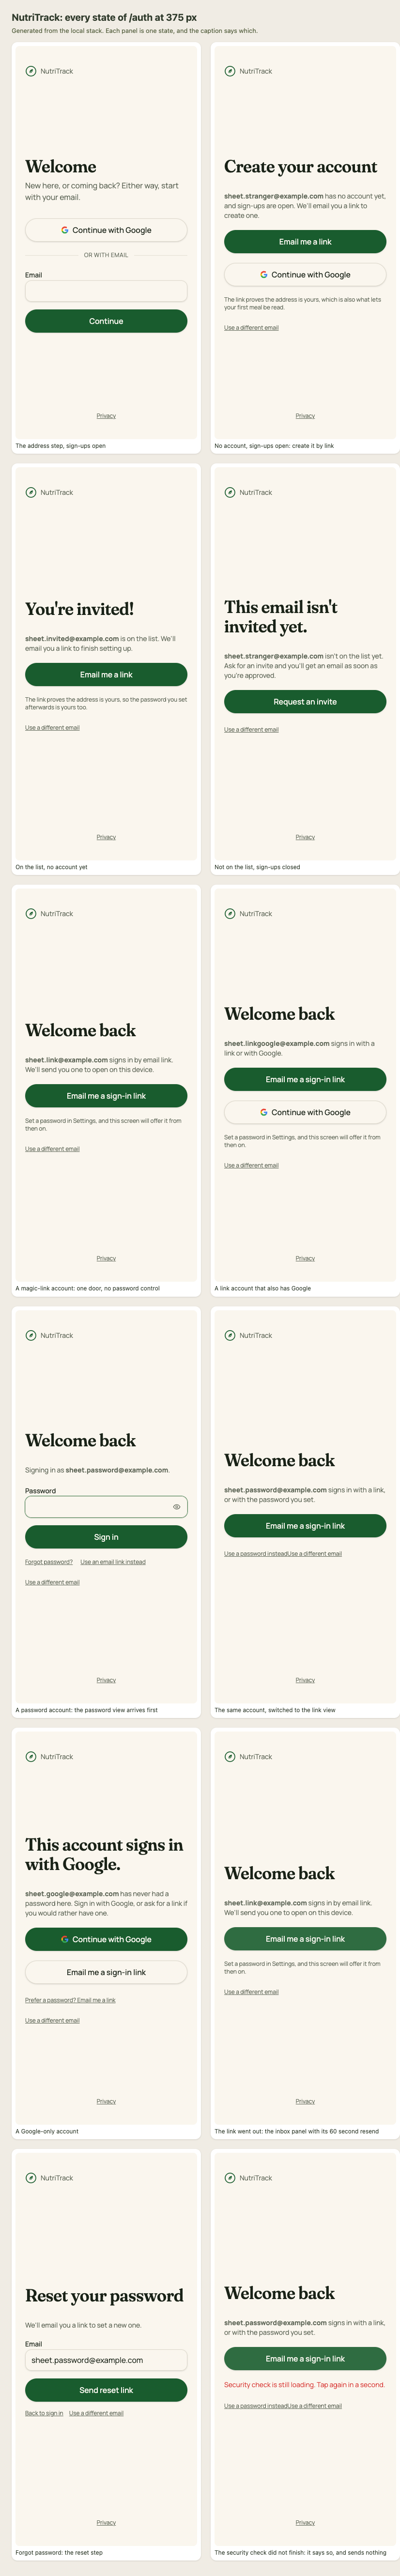 NutriTrack: every state of /auth at 375 px
Generated from the local stack. Each panel is one state, and the caption says which.
NutriTrack
Welcome
New here, or coming back? Either way, start
with your email.
Continue with Google
OR WITH EMAIL
Email
Continue
Privacy
The address step, sign-ups open
NutriTrack
Create your account
sheet.stranger@example.com has no account yet,
and sign-ups are open. We'll email you a link to
create one.
Email me a link
Continue with Google
The link proves the address is yours, which is also what lets
your first meal be read.
Use a different email
Privacy
No account, sign-ups open: create it by link
NutriTrack
You're invited!
sheet.invited@example.com is on the list. We'll
email you a link to finish setting up.
Email me a link
The link proves the address is yours, so the password you set
afterwards is yours too.
Use a different email
Privacy
On the list, no account yet
NutriTrack
This email isn't
invited yet.
sheet.stranger@example.com isn't on the list yet.
Ask for an invite and you'll get an email as soon as
you're approved.
Request an invite
Use a different email
Privacy
Not on the list, sign-ups closed
NutriTrack
Welcome back
sheet.link@example.com signs in by email link.
We'll send you one to open on this device.
Email me a sign-in link
Set a password in Settings, and this screen will offer it from
then on.
Use a different email
Privacy
A magic-link account: one door, no password control
NutriTrack
Welcome back
sheet.linkgoogle@example.com signs in with a
link or with Google.
Email me a sign-in link
Continue with Google
Set a password in Settings, and this screen will offer it from
then on.
Use a different email
Privacy
A link account that also has Google
NutriTrack
Welcome back
Signing in as sheet.password@example.com.
Password
Sign in
Forgot password? Use an email link instead
Use a different email
Privacy
A password account: the password view arrives first
NutriTrack
Welcome back
sheet.password@example.com signs with a link,
or with the password you set.
Email me a sign-in link
Use a password insteadUse a different email
Privacy
The same account, switched to the link view
NutriTrack
This account signs in
with Google.
sheet.google@example.com has never had a
password here. Sign in with Google, or ask for a link if
you would rather have one.
Continue with Google
Email me a sign-in link
Prefer a password? Email me a link
Use a different email
Privacy
A Google-only account
NutriTrack
Welcome back
sheet.link@example.com signs in by email link.
We'll send you one to open on this device.
Email me a sign-in link
Set a password in Settings, and this screen will offer it from
then on.
Use a different email
Privacy
The link went out: the inbox panel with its 60 second resend
NutriTrack
Reset your password
We'll email you a link to set a new one.
Email
sheet.password@example.com
Send reset link
Back to sign in Use a different email
Privacy
Forgot password: the reset step
NutriTrack
Welcome back
sheet.password@example.com signs with a link,
or with the password you set.
Email me a sign-in link
Security check is still loading. Tap again in a second.
Use a password insteadUse a different email
Privacy
The security check did not finish: it says so, and sends nothing